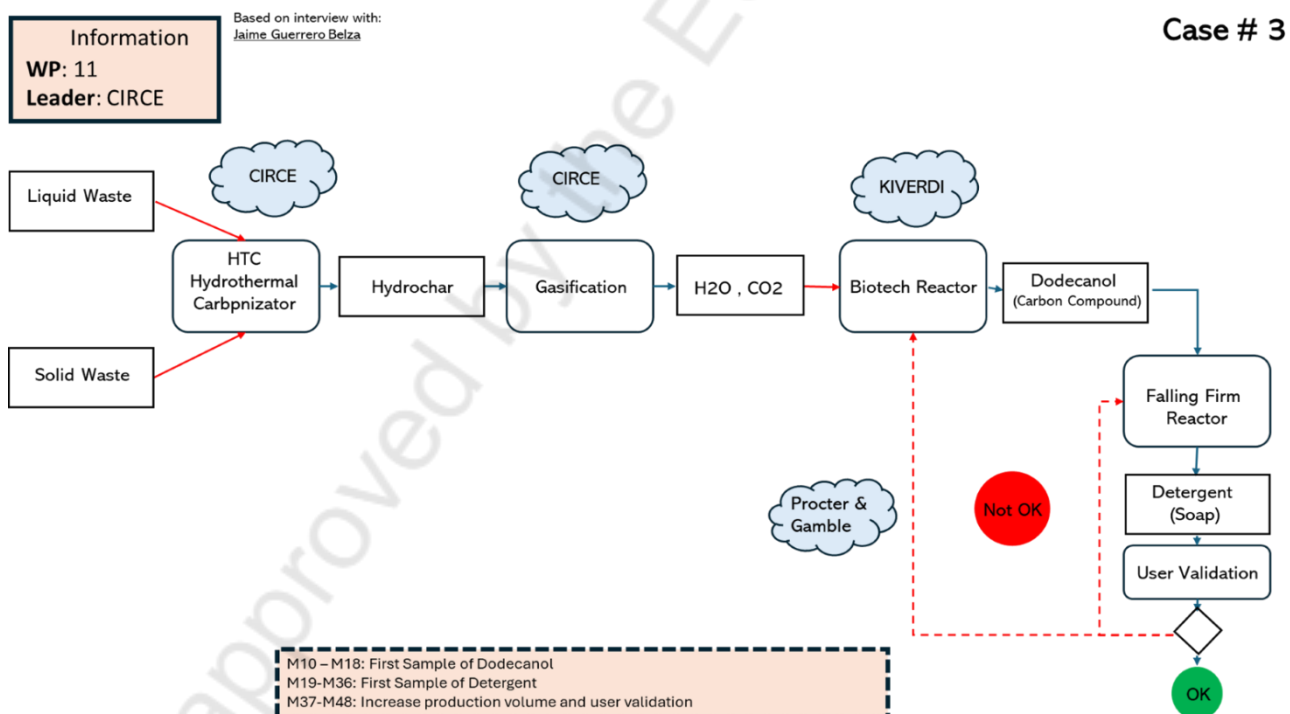 Information
WP: 11
Leader: CIRCE
Based on interview with:
Jaime Guerrero Belza
Case # 3
CIRCE
CIRCE
KIVERDI
Liquid Waste
Solid Waste
HTC
Hydrothermal
Carbpnizator
Hydrochar
Gasification
H2O , CO2
Biotech Reactor
Dodecanol
(Carbon Compound)
Falling Firm
Reactor
Detergent
(Soap)
User Validation
Procter &
Gamble
Not OK
OK
M10 – M18: First Sample of Dodecanol
M19-M36: First Sample of Detergent
M37-M48: Increase production volume and user validation
approved by the E